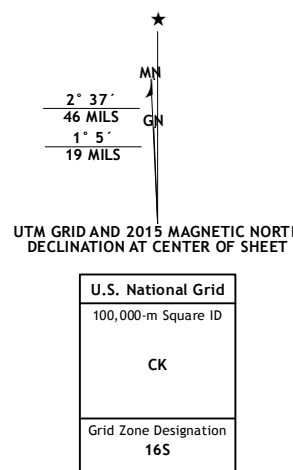 ★
MN
2° 37´
46 MILS
GN
1° 5´
19 MILS
UTM GRID AND 2015 MAGNETIC NORTH
DECLINATION AT CENTER OF SHEET
U.S. National Grid
100,000-m Square ID
CK
Grid Zone Designation
16S